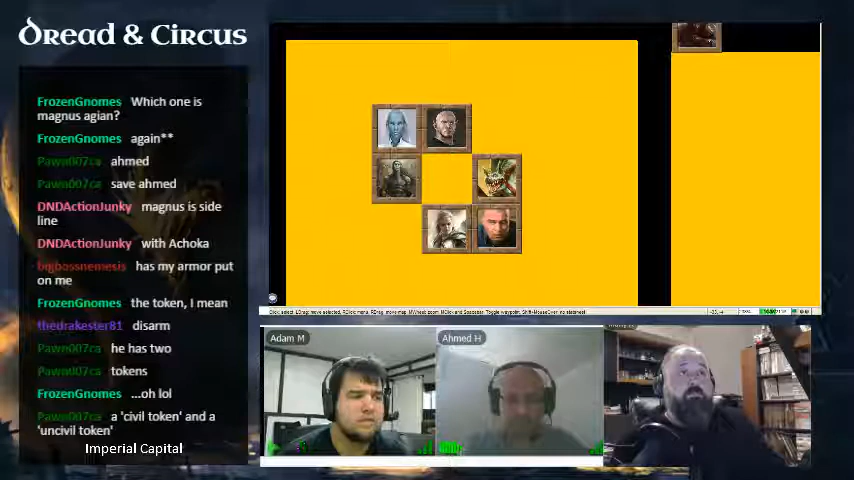 Dread & Circus
FrozenGnomes Which one is
magnus agian?
FrozenGnomes again**
Pawn007ca ahmed
Pawn007ca save ahmed
DNDActionJunky magnus is side
line
DNDActionJunky with Achoka
bigbossnemesis has my armor put
on me
FrozenGnomes the token, I mean
thedrakester81 disarm
Pawn007ca he has two
Pawn007ca tokens
FrozenGnomes ...oh lol
Pawn007ca a 'civil token' and a
'uncivil token'
Imperial Capital
Adam M
Ahmed H